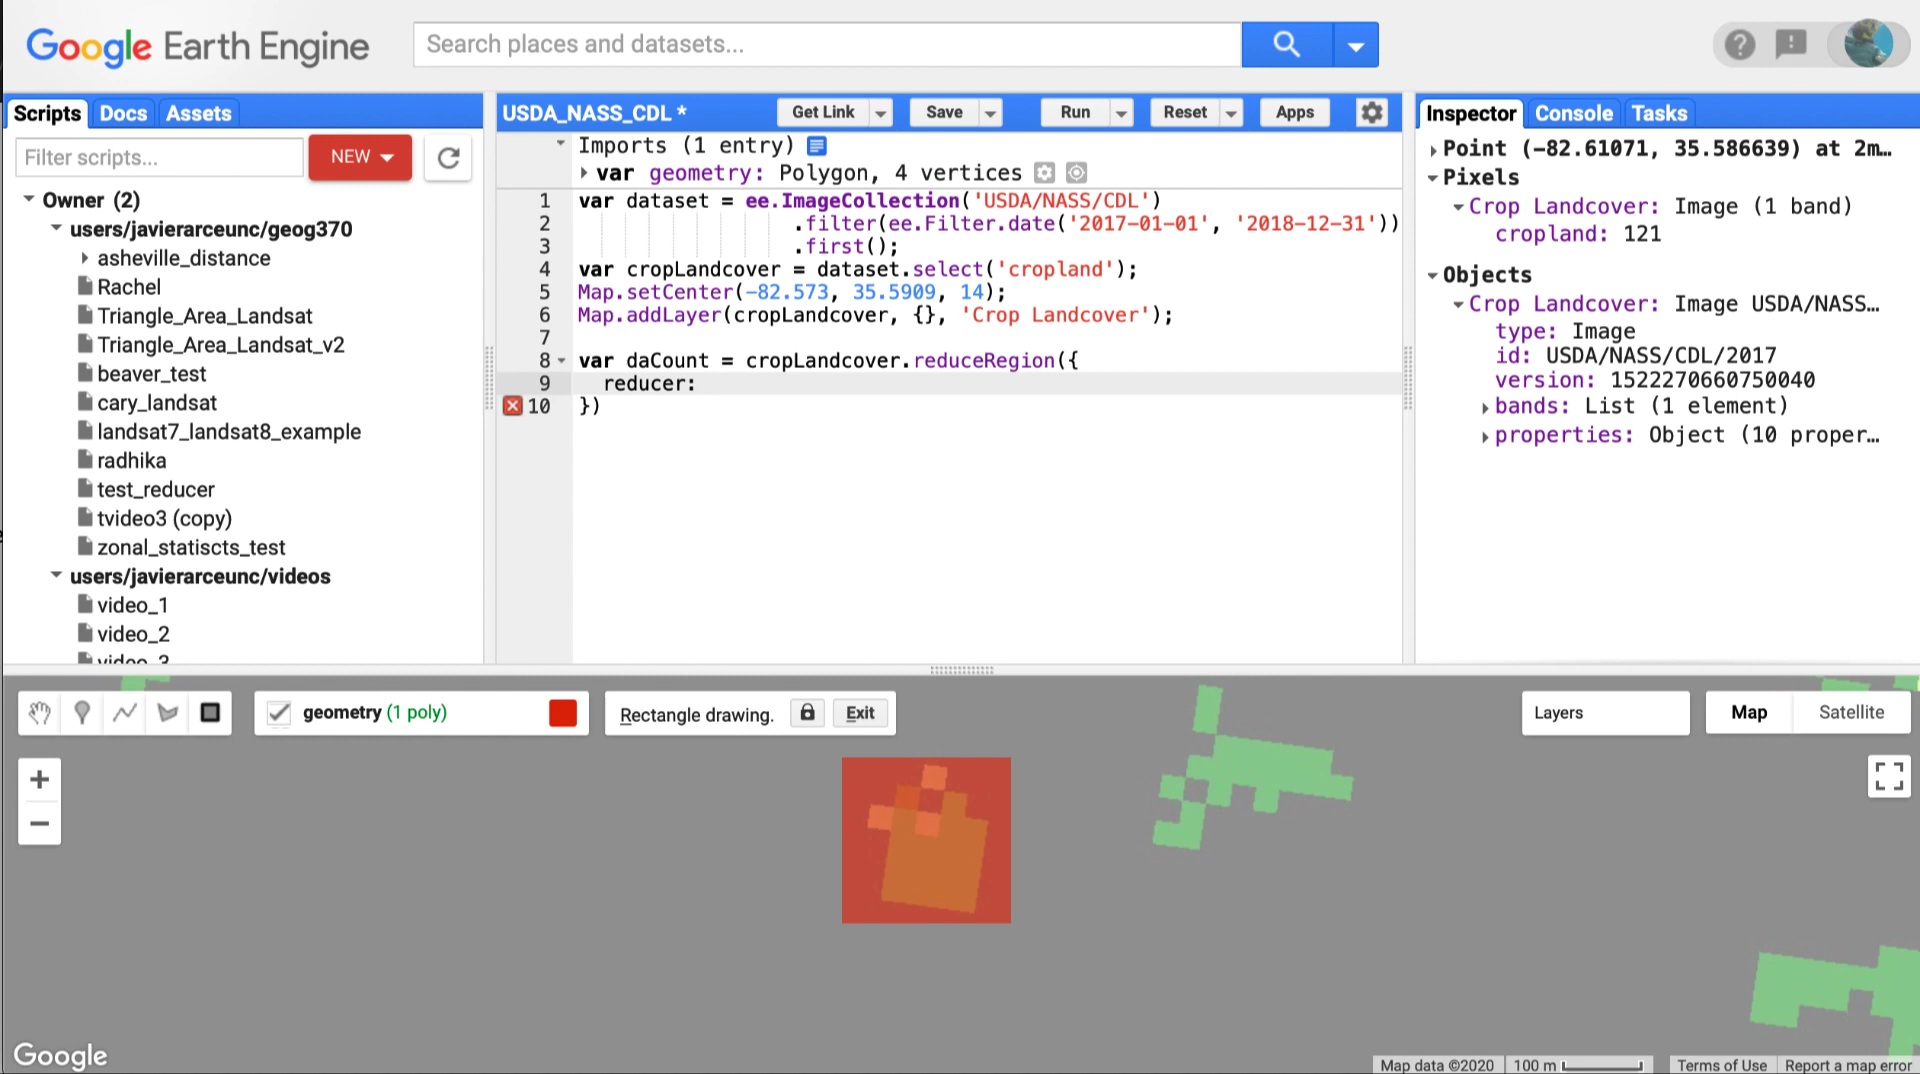 Google Earth Engine
Search places and datasets...
Scripts Docs Assets
Filter scripts...
NEW
Owner (2)
users/javierarceunc/geog370
asheville_distance
Rachel
Triangle_Area_Landsat
Triangle_Area_Landsat_v2
beaver_test
cary_landsat
landsat7_landsat8_example
radhika
test_reducer
tvideo3 (copy)
zonal_statiscts_test
users/javierarceunc/videos
video_1
video_2
video_3
USDA_NASS_CDL *
Get Link
Save
Run
Reset
Apps
Imports (1 entry)
var geometry: Polygon, 4 vertices
1 var dataset = ee.ImageCollection('USDA/NASS/CDL')
2 .filter(ee.Filter.date('2017-01-01', '2018-12-31'))
3 .first();
4 var cropLandcover = dataset.select('cropland');
5 Map.setCenter(-82.573, 35.5909, 14);
6 Map.addLayer(cropLandcover, {}, 'Crop Landcover');
7
8 var daCount = cropLandcover.reduceRegion({
9 reducer:
10 })
Inspector Console Tasks
Point (-82.61071, 35.586639) at 2m…
Pixels
Crop Landcover: Image (1 band)
cropland: 121
Objects
Crop Landcover: Image USDA/NASS…
type: Image
id: USDA/NASS/CDL/2017
version: 1522270660750040
bands: List (1 element)
properties: Object (10 proper…
geometry (1 poly)
Rectangle drawing.
Exit
Layers
Map
Satellite
+
−
Google
Map data ©2020
100 m
Terms of Use
Report a map error